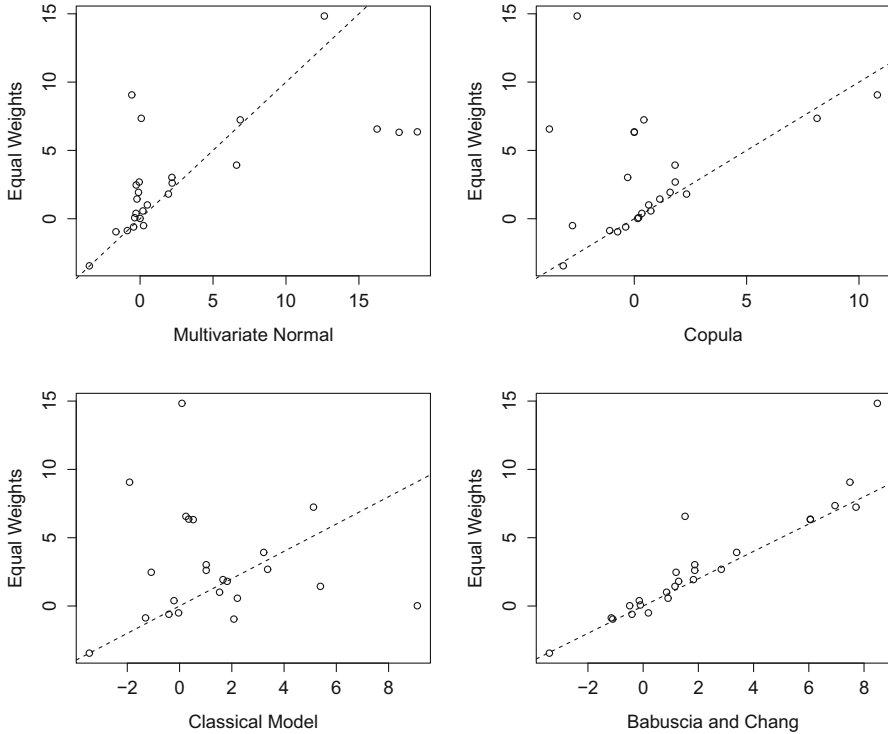 Equal Weights
15
10
5
0
0 5 10 15
Multivariate Normal
Equal Weights
15
10
5
0
0 5 10
Copula
Equal Weights
15
10
5
0
−2 0 2 4 6 8
Classical Model
Equal Weights
15
10
5
0
−2 0 2 4 6 8
Babuscia and Chang